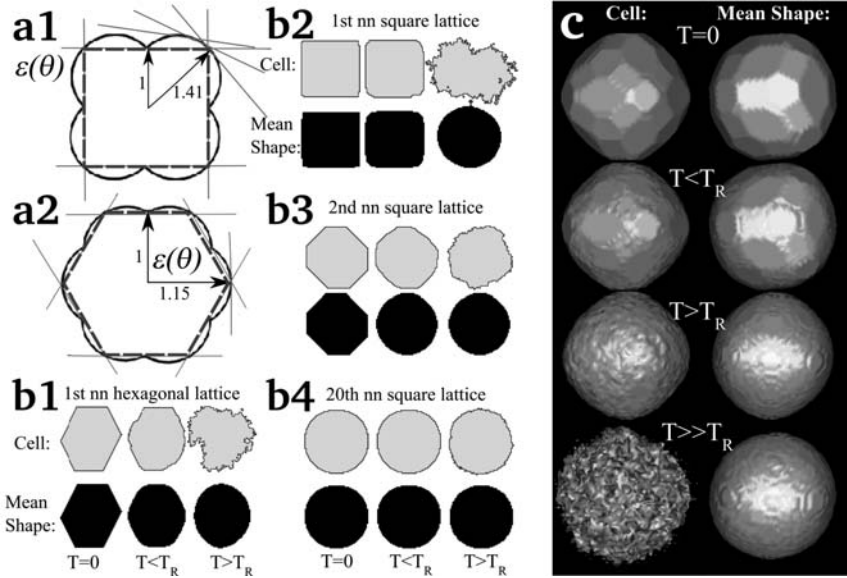 a1
ε(θ)
1
1.41
a2
ε(θ)
1
1.15
b1
1st nn hexagonal lattice
Cell:
Mean
Shape:
T=0
T<T_R
T>T_R
b2
1st nn square lattice
Cell:
Mean
Shape:
b3
2nd nn square lattice
b4
20th nn square lattice
T=0
T<T_R
T>T_R
c
Cell: Mean Shape:
T=0
T<T_R
T>T_R
T>>T_R